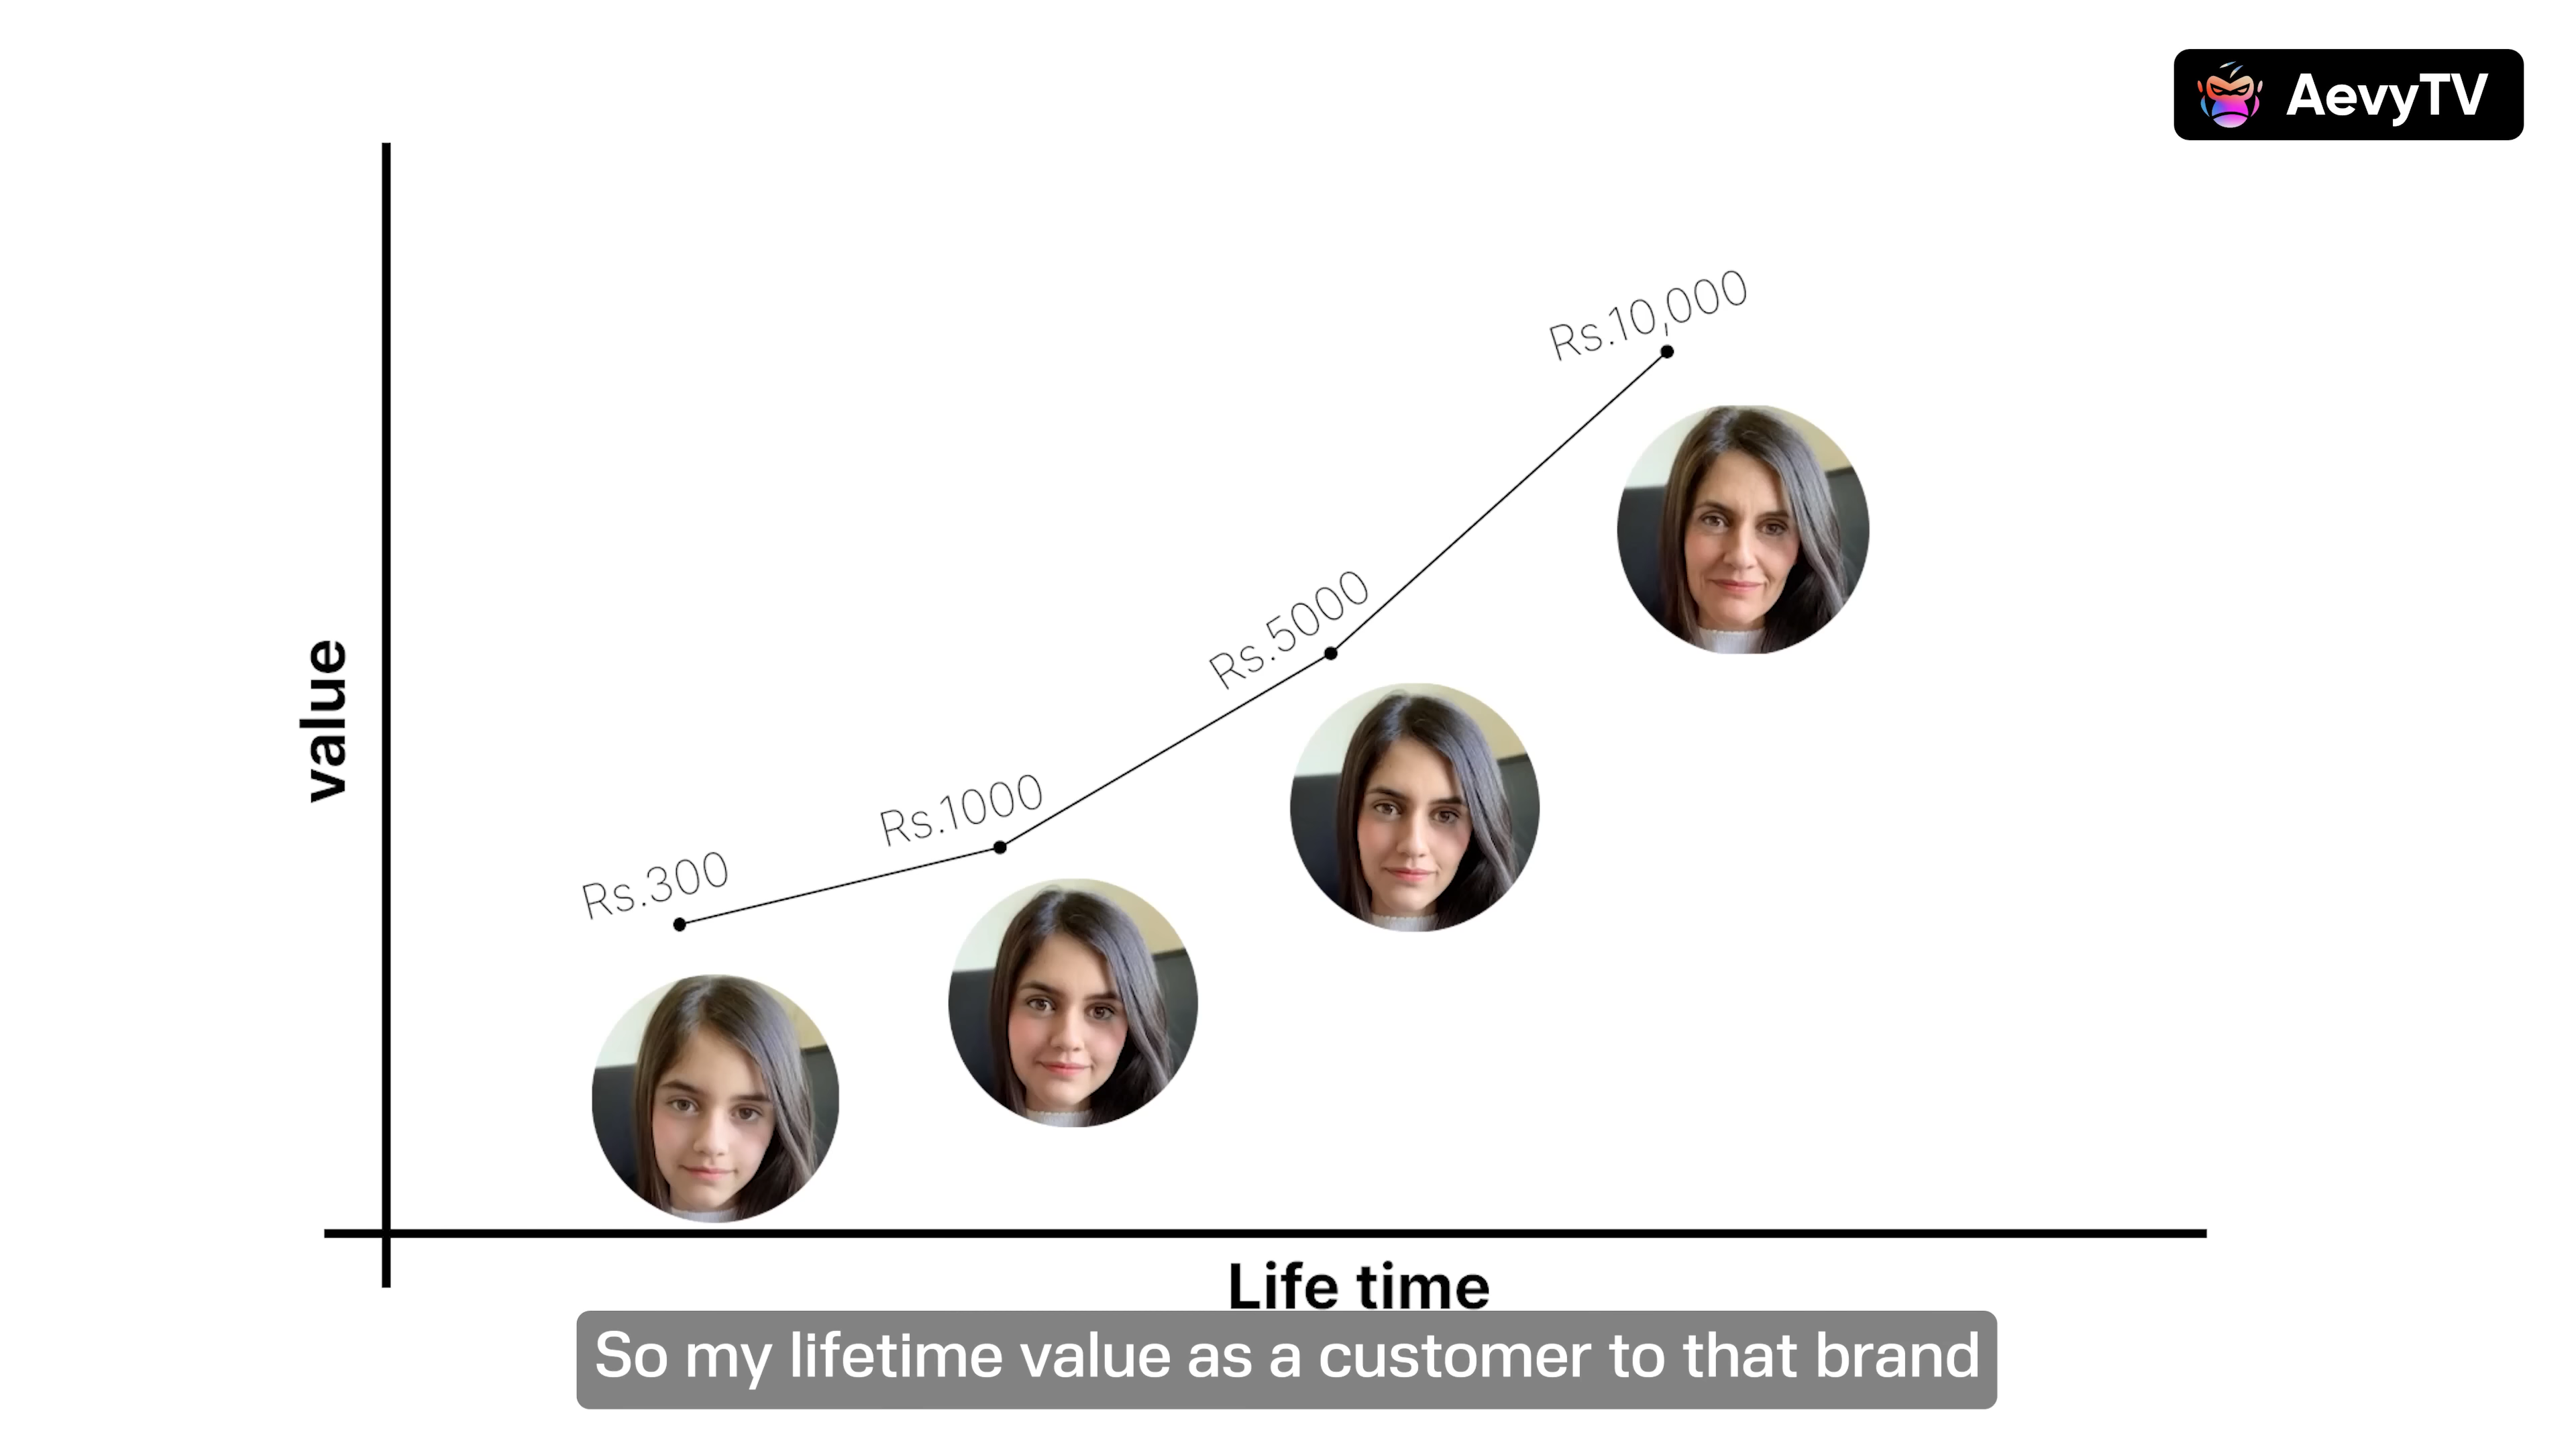 AevyTV
Rs.10,000
Rs.5000
Rs.1000
Rs.300
value
Life time
So my lifetime value as a customer to that brand